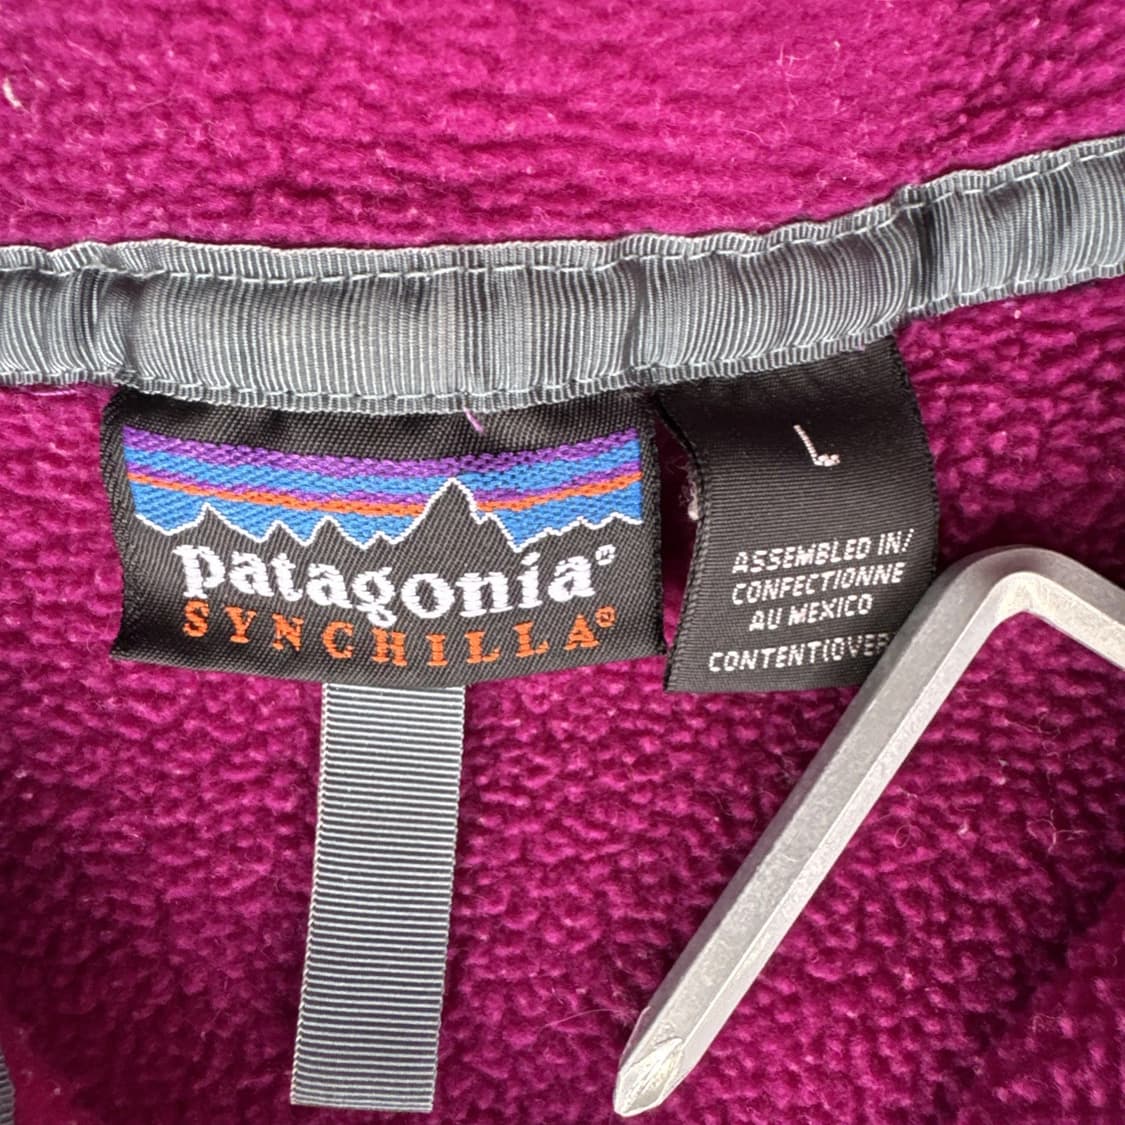 patagonia®
SYNCHILLA®
L
ASSEMBLED IN/
CONFECTIONNE
AU MEXICO
CONTENT(OVER